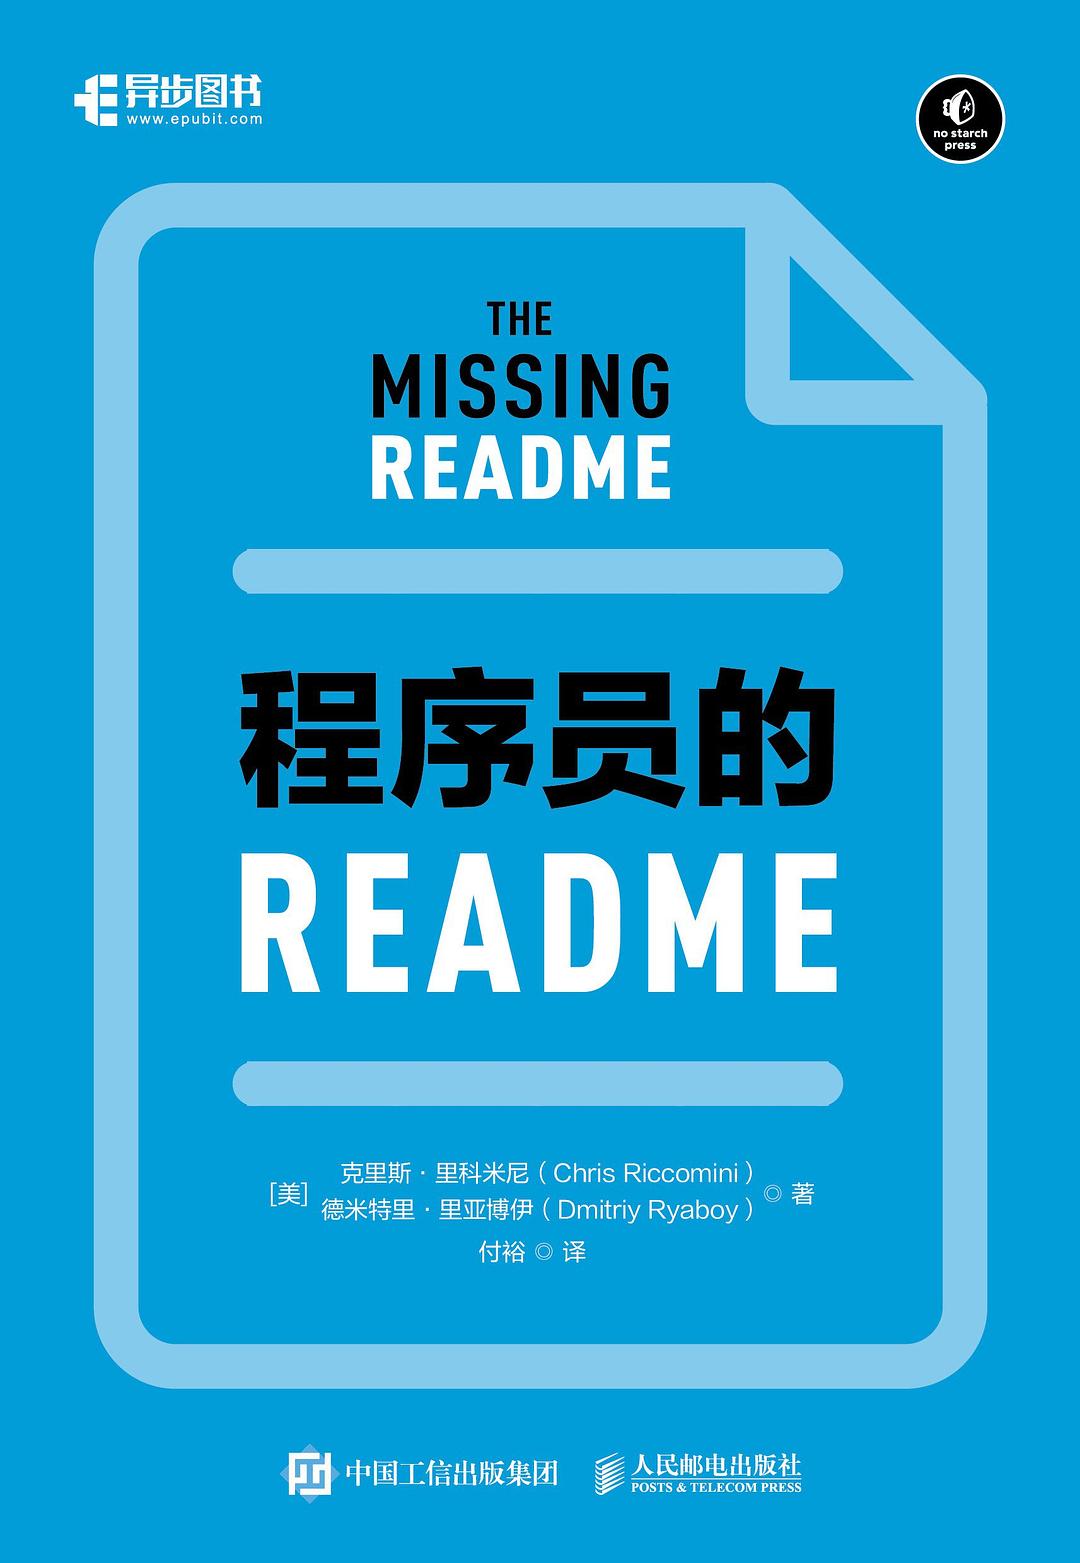 异步图书
www.epubit.com
no starch
press
THE
MISSING
README
程序员的
README
[美] 克里斯·里科米尼（Chris Riccomini）
德米特里·里亚博伊（Dmitriy Ryaboy） ◎ 著
付裕 ◎ 译
中国工信出版集团
人民邮电出版社
POSTS & TELECOM PRESS